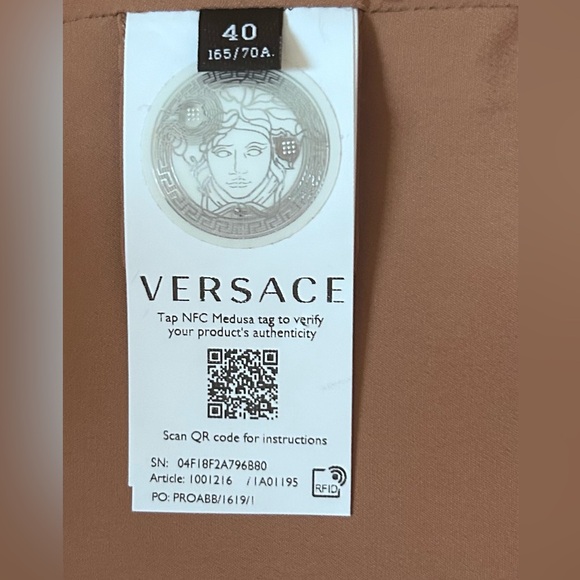 40
165/70A.
VERSACE
Tap NFC Medusa tag to verify
your product's authenticity
Scan QR code for instructions
SN: 04F18F2A796B80
Article: 1001216 /1A01195
PO: PROABB/1619/1
RFID